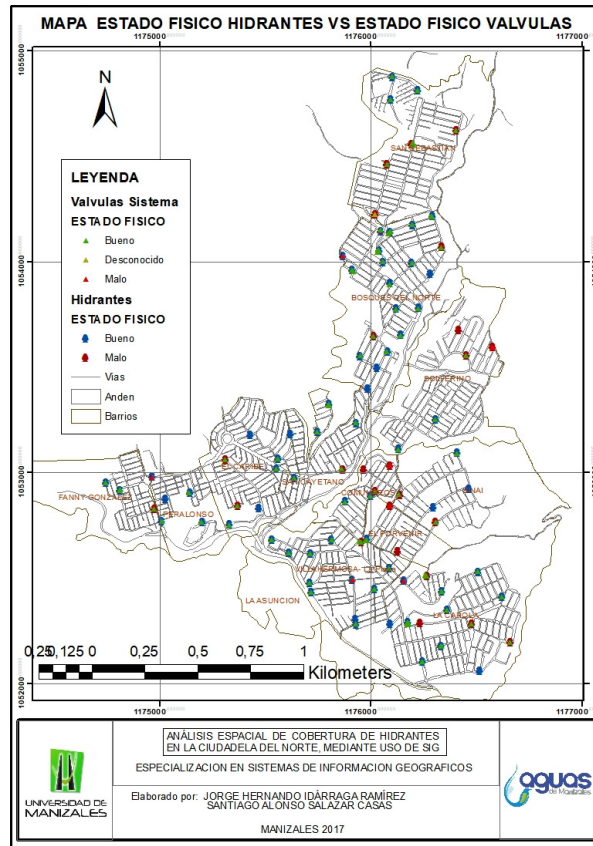 MAPA ESTADO FISICO HIDRANTES VS ESTADO FISICO VALVULAS
1175000
1176000
1177000
1055000
N
SAN SEBASTIAN
LEYENDA
Valvulas Sistema
ESTADO FISICO
Bueno
Desconocido
Malo
Hidrantes
ESTADO FISICO
Bueno
Malo
Vias
Anden
Barrios
1054000
BOSQUES DEL NORTE
SOLFERINO
1053000
EL CARIBE
SAN CAYETANO
SINAI
FANNY GONZALEZ
PERALONSO
EL PORVENIR
VILLAHERMOSA
LA ASUNCION
LA CAROLA
0,25 0,125 0 0,25 0,5 0,75 1
Kilometers
1052000
1175000
1176000
1177000
ANÁLISIS ESPACIAL DE COBERTURA DE HIDRANTES
EN LA CIUDADELA DEL NORTE, MEDIANTE USO DE SIG
ESPECIALIZACION EN SISTEMAS DE INFORMACION GEOGRAFICOS
Elaborado por: JORGE HERNANDO IDÁRRAGA RAMÍREZ
SANTIAGO ALONSO SALAZAR CASAS
MANIZALES 2017
UNIVERSIDAD DE
MANIZALES
aguas
de Manizales